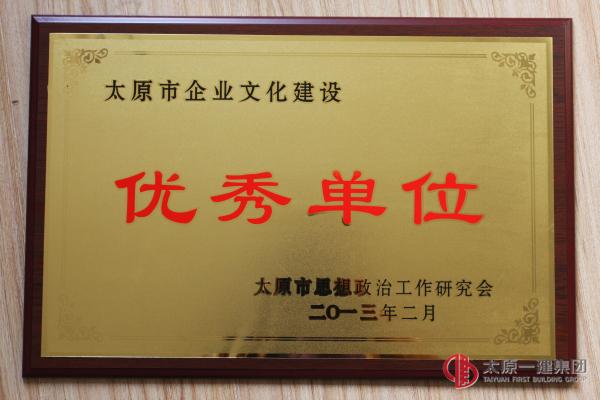 太原市企业文化建设
优秀单位
太原市思想政治工作研究会
二〇一三年二月
太原一建集团
TAIYUAN FIRST BUILDING GROUP